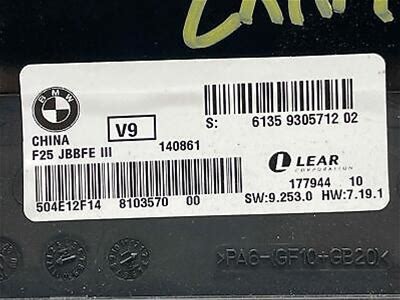 BMW
CHINA
V9
S: 6135 9305712 02
F25 JBBFE III 140861
LEAR
CORPORATION
177944 10
504E12F14 8103570 00
SW:9.253.0 HW:7.19.1
>PA6-(GF10+GB20)<